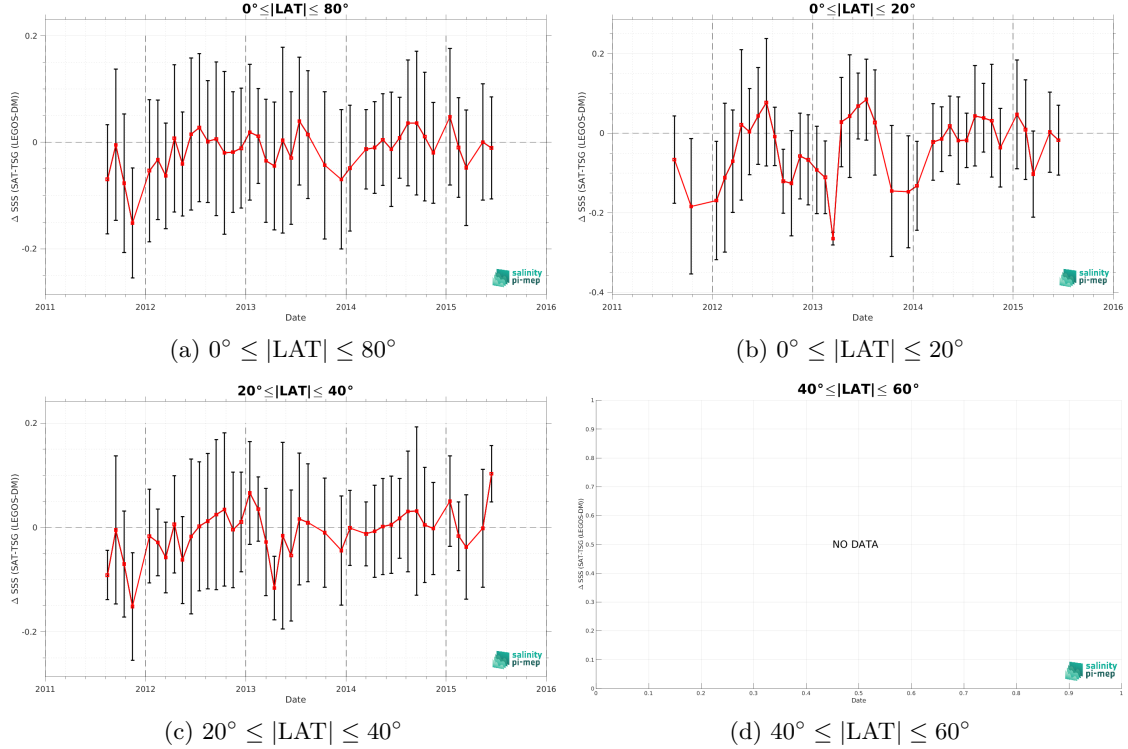 0°≤|LAT|≤ 80°
Δ SSS (SAT-TSG (LEGOS-DM))
0.2
0
-0.2
2011 2012 2013 2014 2015 2016
Date
salinity
pi-mep
(a) 0° ≤ |LAT| ≤ 80°
0°≤|LAT|≤ 20°
Δ SSS (SAT-TSG (LEGOS-DM))
0.2
0
-0.2
-0.4
2011 2012 2013 2014 2015 2016
Date
salinity
pi-mep
(b) 0° ≤ |LAT| ≤ 20°
20°≤|LAT|≤ 40°
Δ SSS (SAT-TSG (LEGOS-DM))
0.2
0
-0.2
2011 2012 2013 2014 2015 2016
Date
salinity
pi-mep
(c) 20° ≤ |LAT| ≤ 40°
40°≤|LAT|≤ 60°
Δ SSS (SAT-TSG (LEGOS-DM))
1
0.9
0.8
0.7
0.6
0.5
0.4
0.3
0.2
0.1
0
NO DATA
0 0.1 0.2 0.3 0.4 0.5 0.6 0.7 0.8 0.9 1
Date
salinity
pi-mep
(d) 40° ≤ |LAT| ≤ 60°